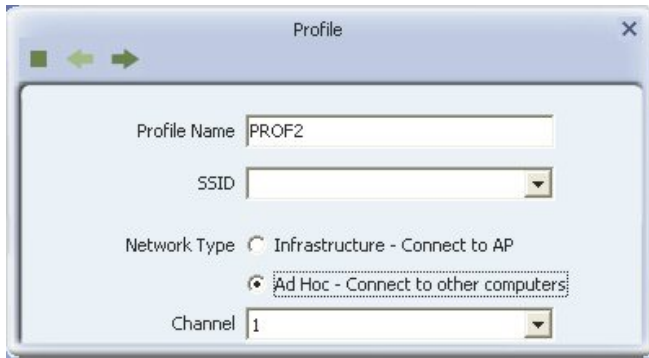 Profile
Profile Name PROF2
SSID
Network Type Infrastructure - Connect to AP
Ad Hoc - Connect to other computers
Channel 1